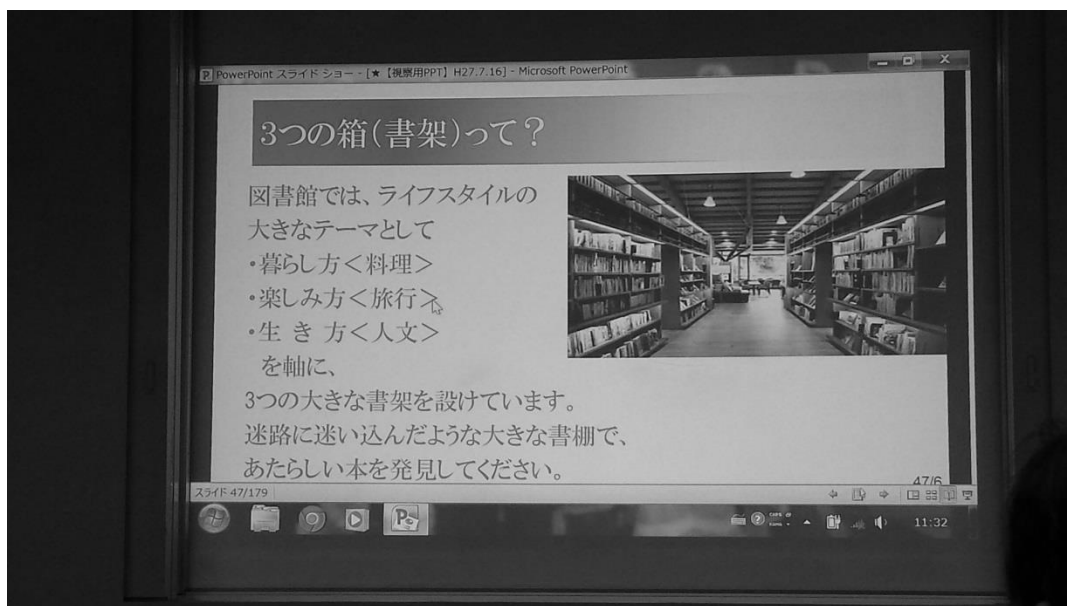 PowerPoint スライド ショー - [★【視察用PPT】H27.7.16] - Microsoft PowerPoint
3つの箱(書架)って？
図書館では、ライフスタイルの
大きなテーマとして
・暮らし方＜料理＞
・楽しみ方＜旅行＞
・生 き 方＜人文＞
を軸に、
3つの大きな書架を設けています。
迷路に迷い込んだような大きな書棚で、
あたらしい本を発見してください。
47/6
スライド 47/179
11:32